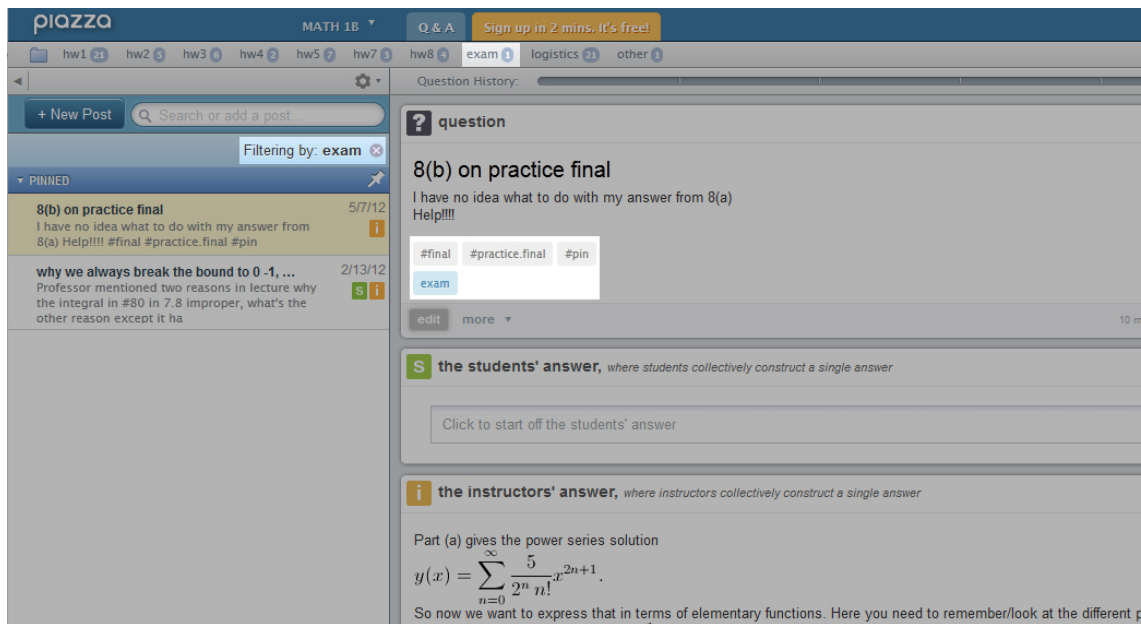 piazza MATH 1B Q & A Sign up in 2 mins. It's free!
hw1 21 hw2 5 hw3 6 hw4 2 hw5 7 hw7 3 hw8 4 exam 1 logistics 21 other 1
Question History:
+ New Post Search or add a post...
Filtering by: exam
PINNED
8(b) on practice final 5/7/12
I have no idea what to do with my answer from
8(a) Help!!!! #final #practice.final #pin
i
why we always break the bound to 0 -1, ... 2/13/12
Professor mentioned two reasons in lecture why
the integral in #80 in 7.8 improper, what's the
other reason except it ha
S i
? question
8(b) on practice final
I have no idea what to do with my answer from 8(a)
Help!!!!
#final #practice.final #pin
exam
edit more 10 m
S the students' answer, where students collectively construct a single answer
Click to start off the students' answer
i the instructors' answer, where instructors collectively construct a single answer
Part (a) gives the power series solution
y(x) = ∑_{n=0}^{∞} 5/(2^n n!) x^{2n+1}.
So now we want to express that in terms of elementary functions. Here you need to remember/look at the different p